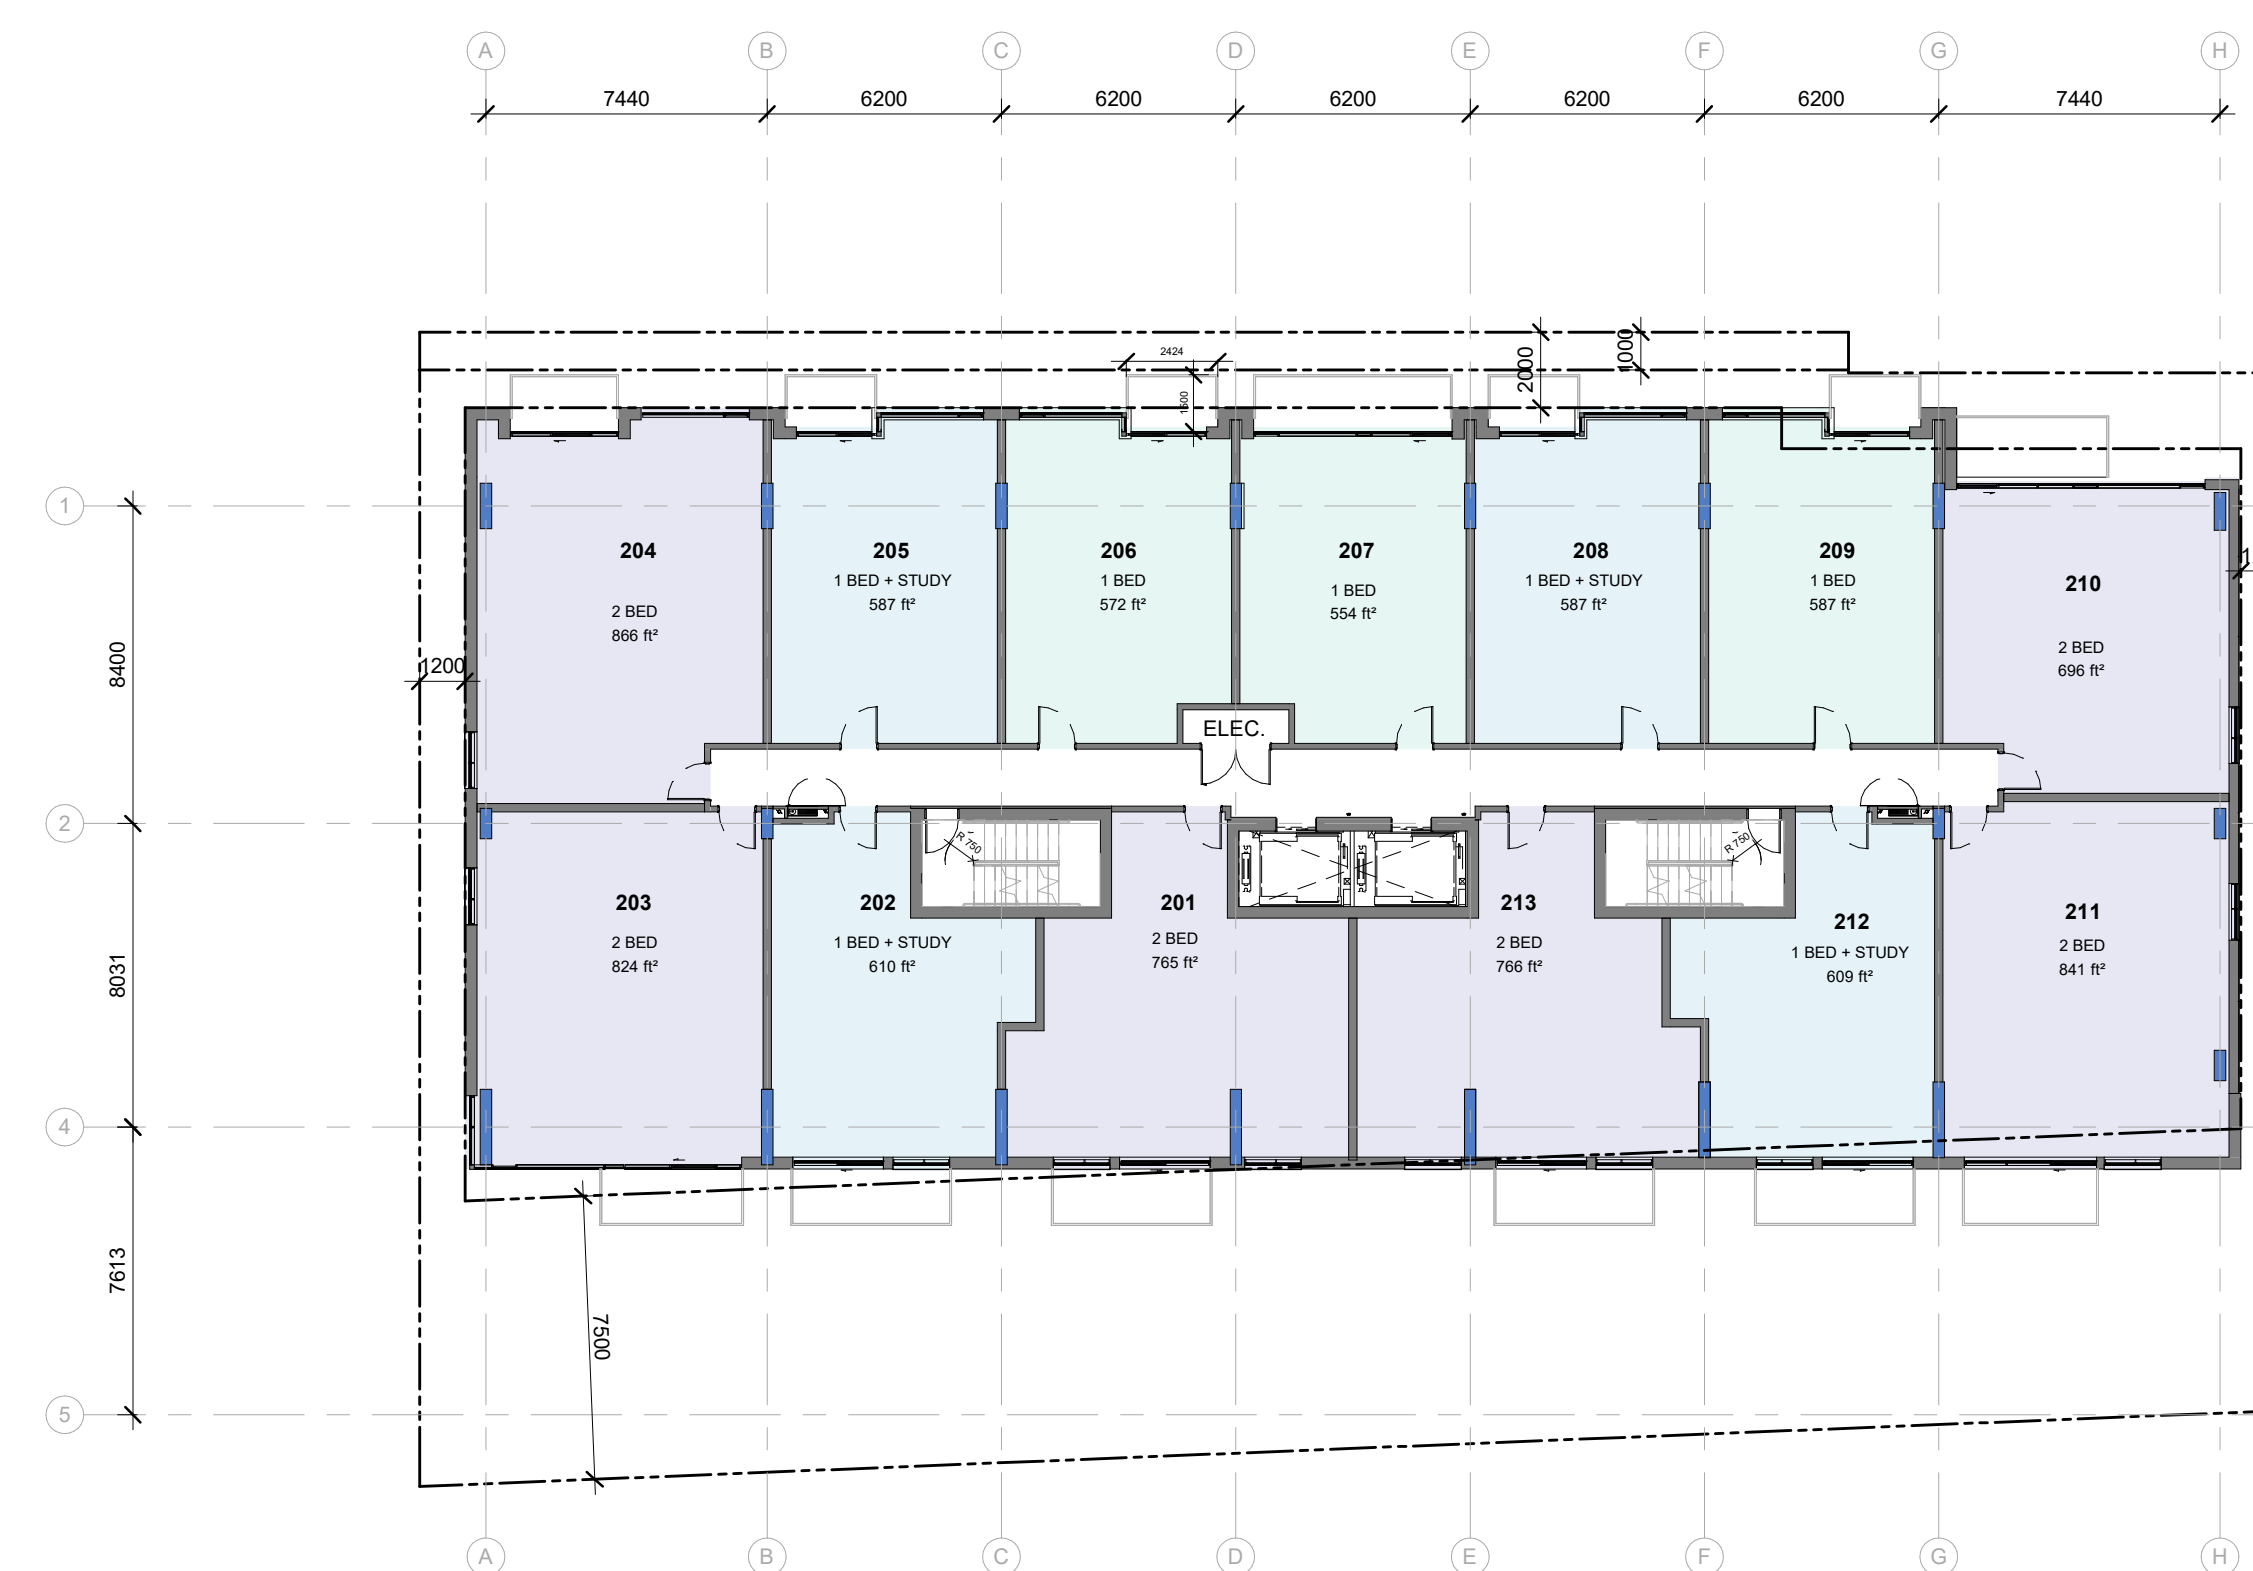 A B C D E F G H
7440 6200 6200 6200 6200 6200 7440
2424
2000
1000
1500
1
204
2 BED
866 ft²
205
1 BED + STUDY
587 ft²
206
1 BED
572 ft²
207
1 BED
554 ft²
208
1 BED + STUDY
587 ft²
209
1 BED
587 ft²
210
2 BED
696 ft²
1
8400
1200
ELEC.
2
R 750
R 750
203
2 BED
824 ft²
202
1 BED + STUDY
610 ft²
201
2 BED
765 ft²
213
2 BED
766 ft²
212
1 BED + STUDY
609 ft²
211
2 BED
841 ft²
8031
4
7613
7500
5
A B C D E F G H